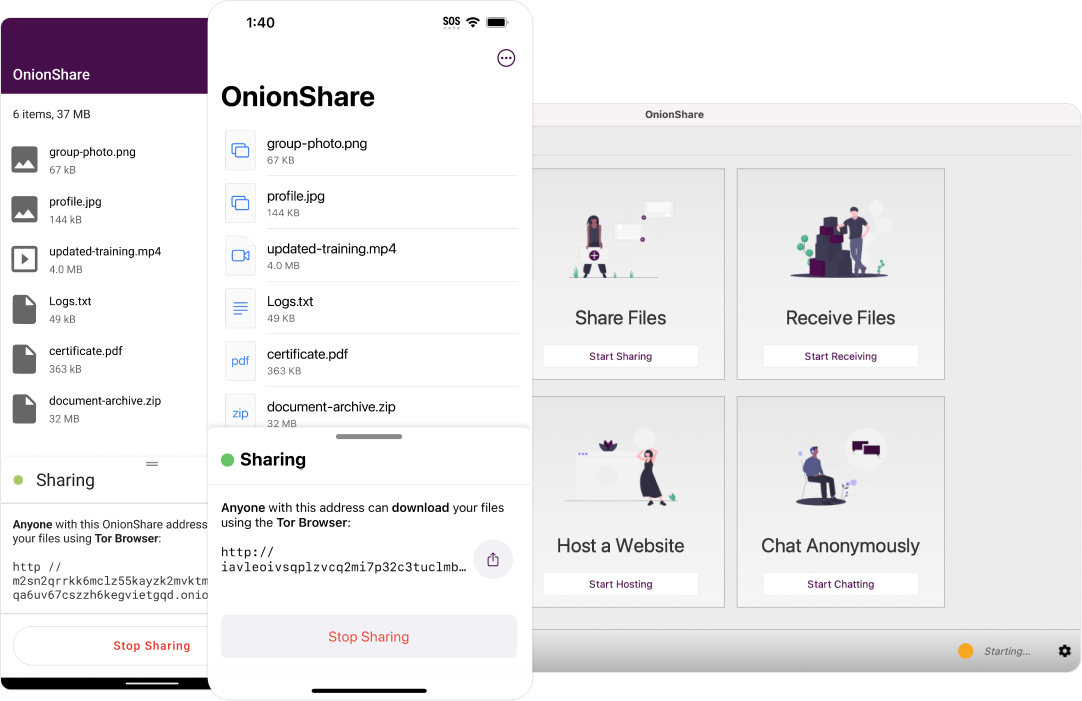 OnionShare
6 items, 37 MB
group-photo.png
67 kB
profile.jpg
144 kB
updated-training.mp4
4.0 MB
Logs.txt
49 kB
certificate.pdf
363 kB
document-archive.zip
32 MB
Sharing
Anyone with this OnionShare address
your files using Tor Browser:
http //
m2sn2qrrkk6mclz55kayzk2mvktm
qa6uv67cszzh6kegvietgqd.onio
Stop Sharing
1:40
SOS
OnionShare
group-photo.png
67 KB
profile.jpg
144 KB
updated-training.mp4
4.0 MB
Logs.txt
49 KB
certificate.pdf
363 KB
pdf
document-archive.zip
32 MB
zip
Sharing
Anyone with this address can download your files
using the Tor Browser:
http://
iavleoivsqplzvcq2mi7p32c3tuclmb…
Stop Sharing
OnionShare
Share Files
Start Sharing
Receive Files
Start Receiving
Host a Website
Start Hosting
Chat Anonymously
Start Chatting
Starting...